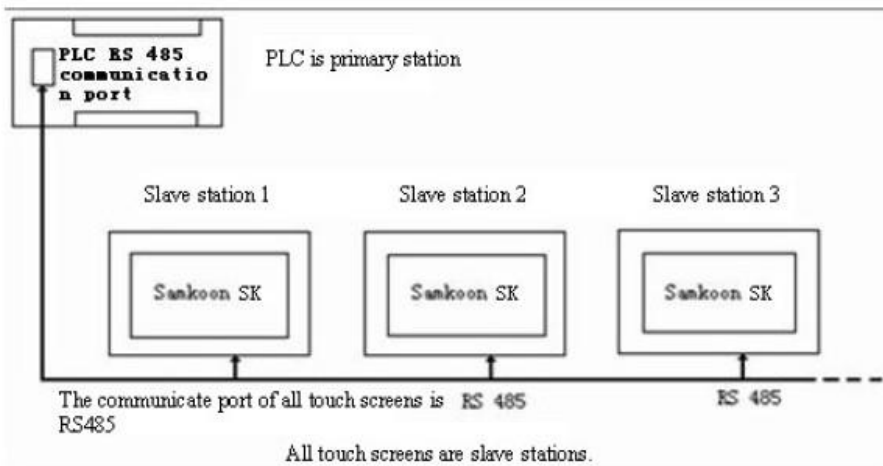 PLC RS 485
communicatio
n port
PLC is primary station
Slave station 1
Slave station 2
Slave station 3
Samkoon SK
Samkoon SK
Samkoon SK
The communicate port of all touch screens is RS 485
RS485
RS 485
All touch screens are slave stations.